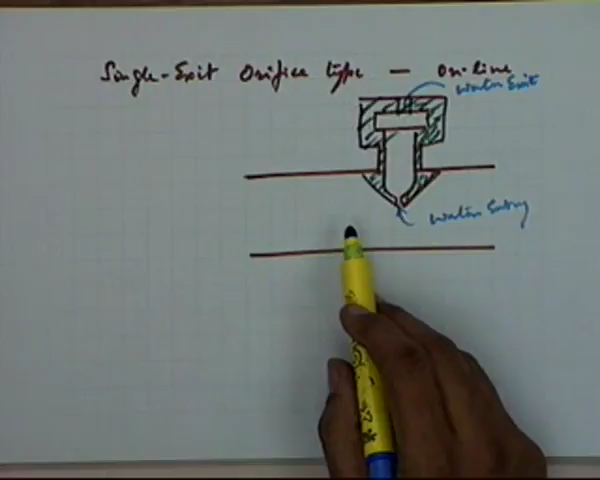 Single-Exit Orifice type — On-line
Water Exit
Water Entry